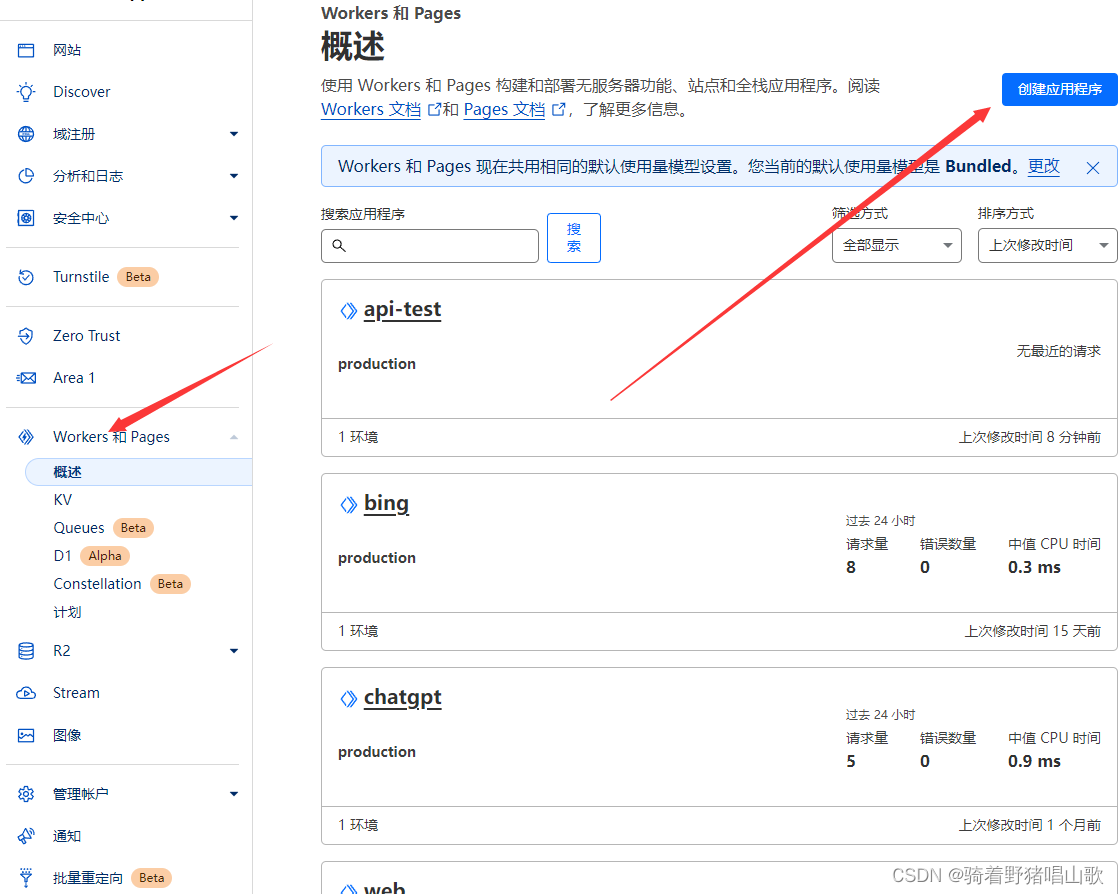 网站
Discover
域注册
分析和日志
安全中心
Turnstile Beta
Zero Trust
Area 1
Workers 和 Pages
概述
KV
Queues Beta
D1 Alpha
Constellation Beta
计划
R2
Stream
图像
管理帐户
通知
批量重定向 Beta
Workers 和 Pages
概述
使用 Workers 和 Pages 构建和部署无服务器功能、站点和全栈应用程序。阅读
Workers 文档 和 Pages 文档 ，了解更多信息。
创建应用程序
Workers 和 Pages 现在共用相同的默认使用量模型设置。您当前的默认使用量模型是 Bundled。更改
搜索应用程序
搜
索
筛选方式
全部显示
排序方式
上次修改时间
api-test
production
无最近的请求
1 环境
上次修改时间 8 分钟前
bing
production
过去 24 小时
请求量 错误数量 中值 CPU 时间
8 0 0.3 ms
1 环境
上次修改时间 15 天前
chatgpt
production
过去 24 小时
请求量 错误数量 中值 CPU 时间
5 0 0.9 ms
1 环境
上次修改时间 1 个月前
web
CSDN @骑着野猪唱山歌